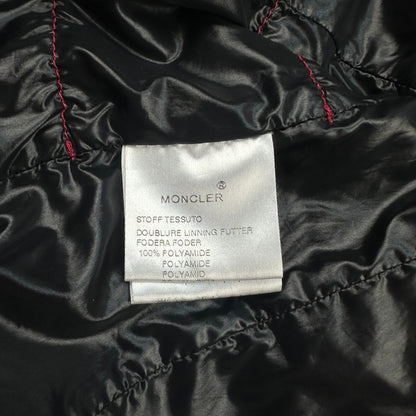 ®
MONCLER
STOFF TESSUTO
DOUBLURE LINNING FUTTER
FODERA FODER
100% POLYAMIDE
POLYAMIDE
POLYAMID